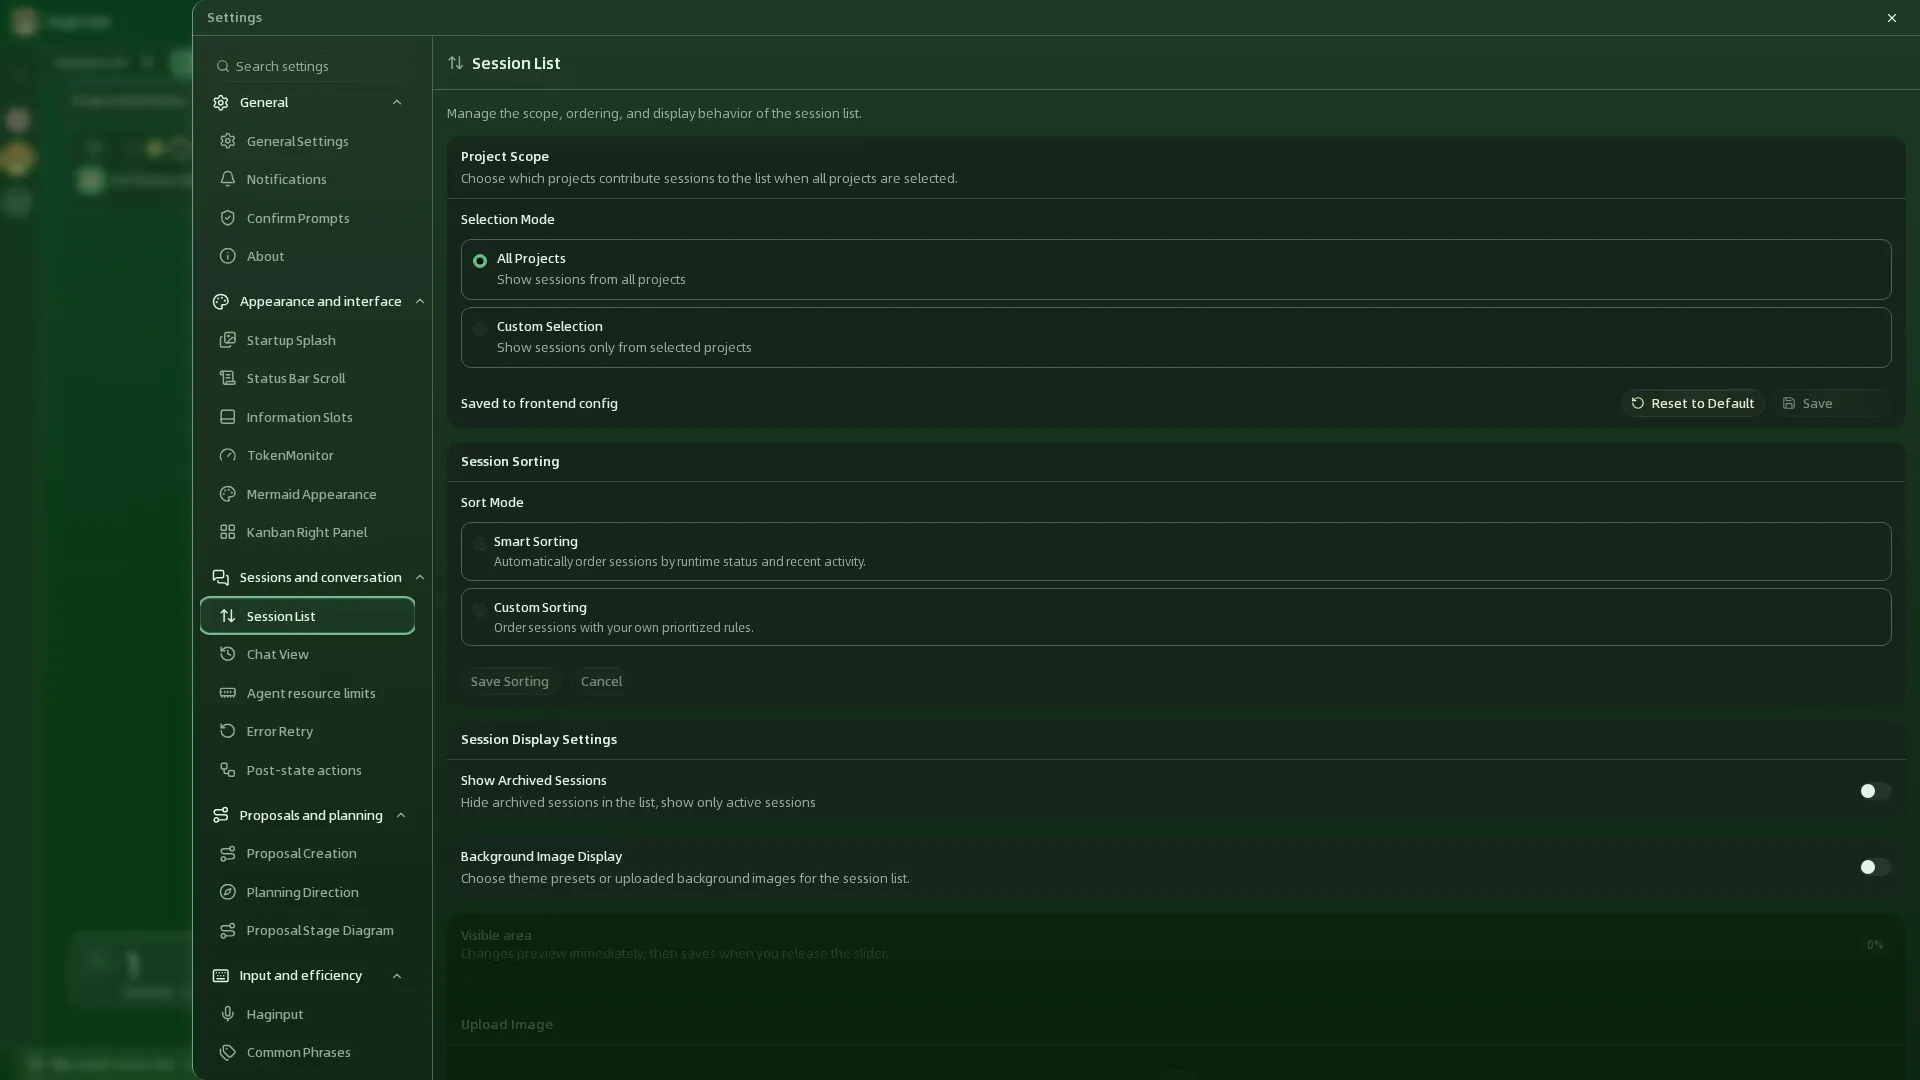 Settings
Search settings
General
General Settings
Notifications
Confirm Prompts
About
Appearance and interface
Startup Splash
Status Bar Scroll
Information Slots
TokenMonitor
Mermaid Appearance
Kanban Right Panel
Sessions and conversation
Session List
Chat View
Agent resource limits
Error Retry
Post-state actions
Proposals and planning
Proposal Creation
Planning Direction
Proposal Stage Diagram
Input and efficiency
Haginput
Common Phrases
Session List
Manage the scope, ordering, and display behavior of the session list.
Project Scope
Choose which projects contribute sessions to the list when all projects are selected.
Selection Mode
All Projects
Show sessions from all projects
Custom Selection
Show sessions only from selected projects
Saved to frontend config
Reset to Default
Save
Session Sorting
Sort Mode
Smart Sorting
Automatically order sessions by runtime status and recent activity.
Custom Sorting
Order sessions with your own prioritized rules.
Save Sorting
Cancel
Session Display Settings
Show Archived Sessions
Hide archived sessions in the list, show only active sessions
Background Image Display
Choose theme presets or uploaded background images for the session list.
Visible area
Changes preview immediately, then saves when you release the slider.
0%
Upload Image